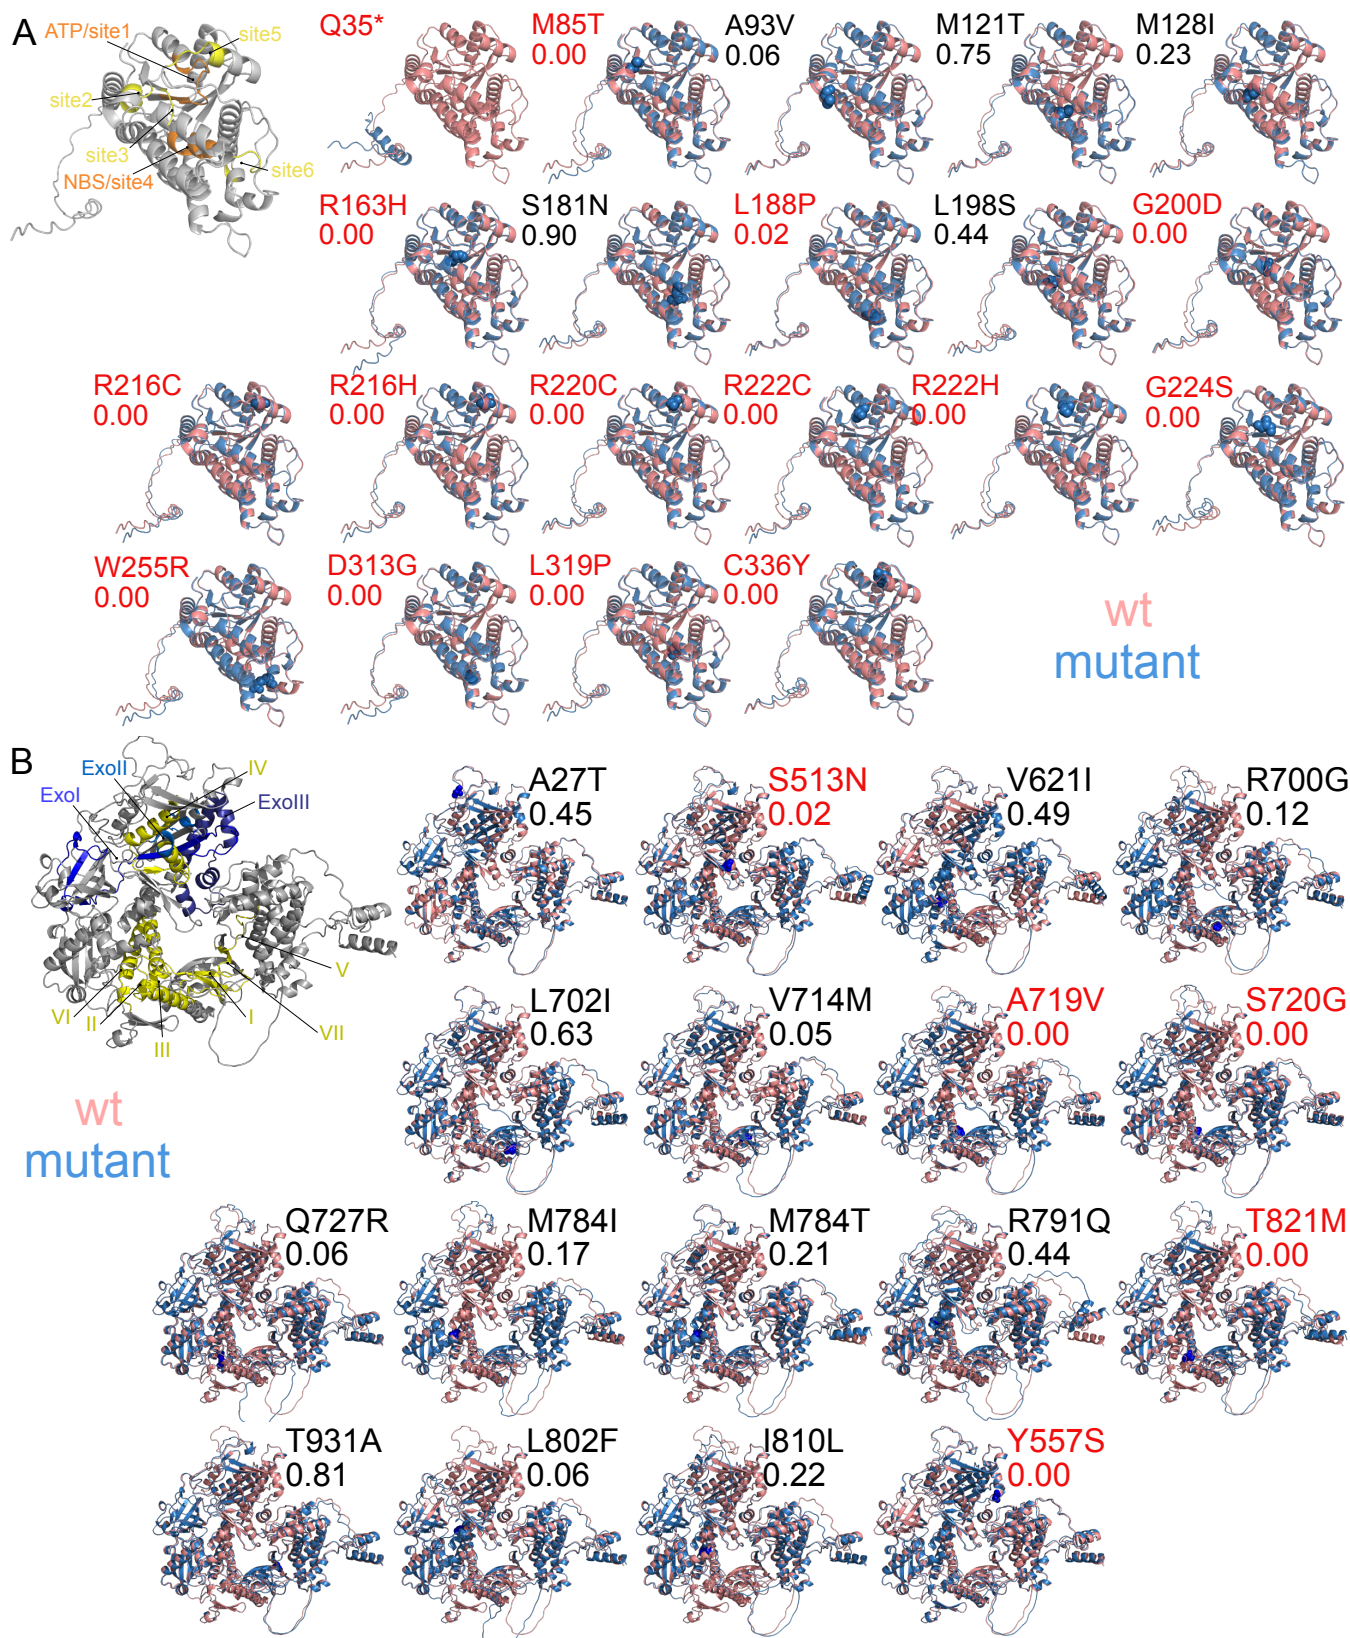 A
ATP/site1
site5
site2
site3
NBS/site4
site6
Q35*
M85T
0.00
A93V
0.06
M121T
0.75
M128I
0.23
R163H
0.00
S181N
0.90
L188P
0.02
L198S
0.44
G200D
0.00
R216C
0.00
R216H
0.00
R220C
0.00
R222C
0.00
R222H
0.00
G224S
0.00
W255R
0.00
D313G
0.00
L319P
0.00
C336Y
0.00
wt
mutant
B
ExoII
IV
ExoI
ExoIII
V
VI
II
I
VII
III
wt
mutant
A27T
0.45
S513N
0.02
V621I
0.49
R700G
0.12
L702I
0.63
V714M
0.05
A719V
0.00
S720G
0.00
Q727R
0.06
M784I
0.17
M784T
0.21
R791Q
0.44
T821M
0.00
T931A
0.81
L802F
0.06
I810L
0.22
Y557S
0.00